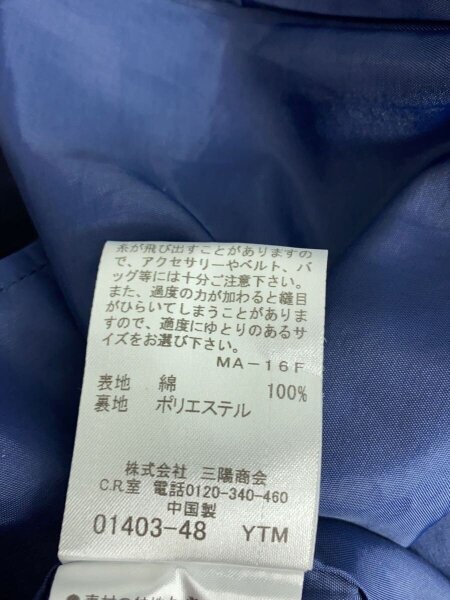 糸が飛び出すことがありますの
で、アクセサリーやベルト、バ
ッグ等には十分ご注意下さい。
また、過度の力が加わると縫目
がひらいてしまうことがありま
すので、適度にゆとりのあるサ
イズをお選び下さい。
MA-16F
表地 綿 100%
裏地 ポリエステル
株式会社 三陽商会
C.R室 電話0120-340-460
中国製
01403-48 YTM